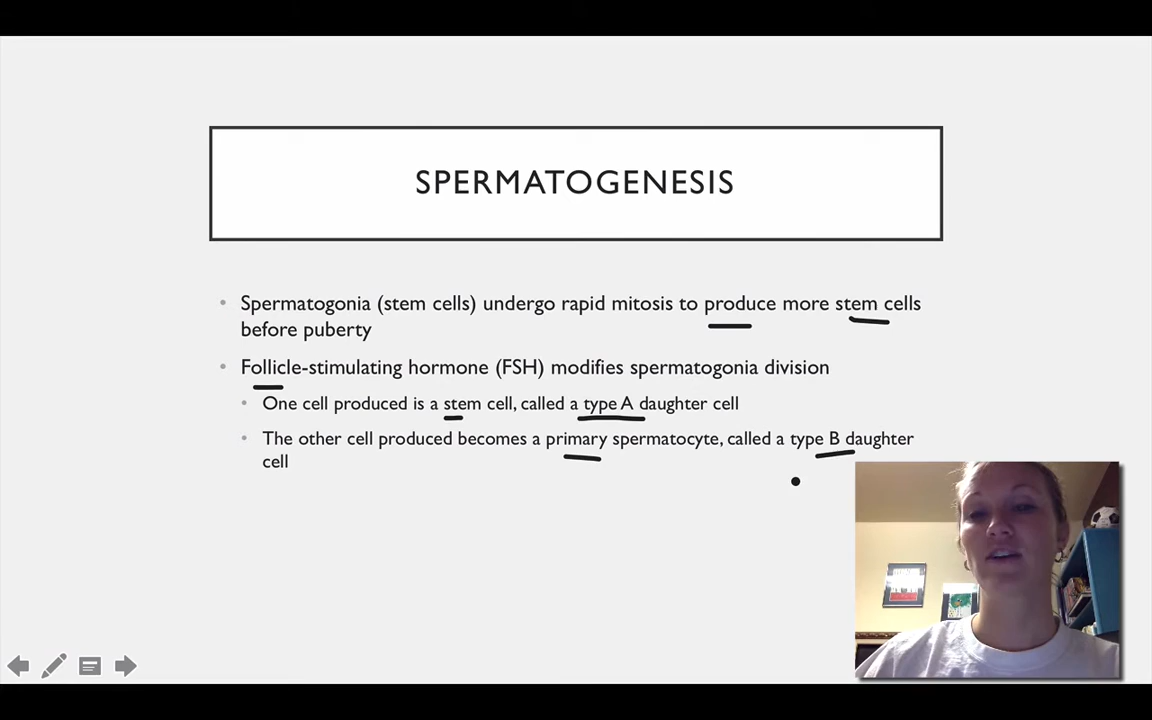 SPERMATOGENESIS
• Spermatogonia (stem cells) undergo rapid mitosis to produce more stem cells
before puberty
• Follicle-stimulating hormone (FSH) modifies spermatogonia division
• One cell produced is a stem cell, called a type A daughter cell
• The other cell produced becomes a primary spermatocyte, called a type B daughter
cell